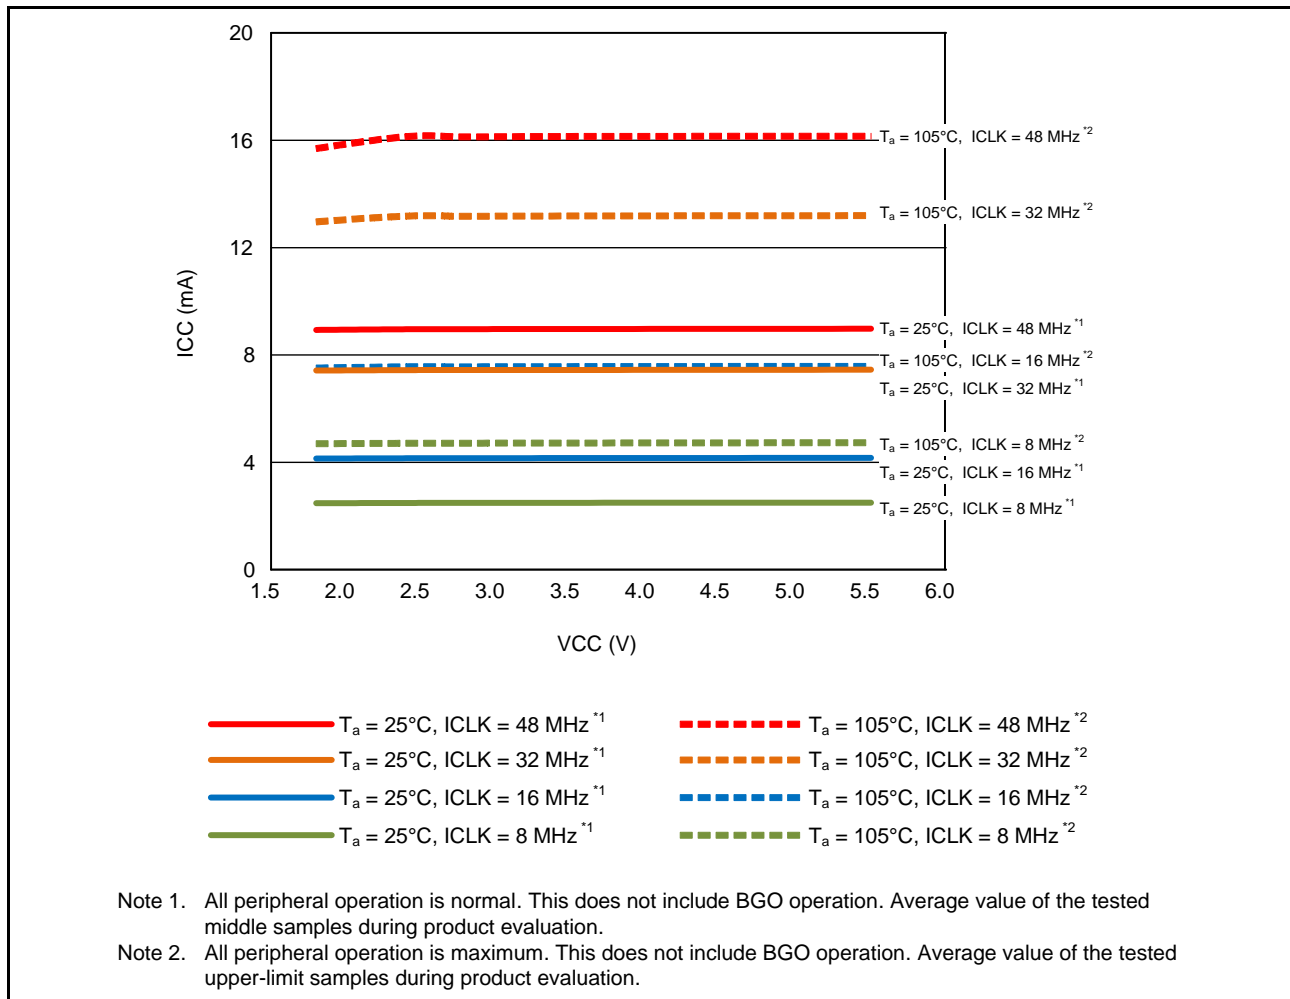 20
16
12
8
4
0
ICC (mA)
1.5 2.0 2.5 3.0 3.5 4.0 4.5 5.0 5.5 6.0
VCC (V)
Ta = 105°C, ICLK = 48 MHz *2
Ta = 105°C, ICLK = 32 MHz *2
Ta = 25°C, ICLK = 48 MHz *1
Ta = 105°C, ICLK = 16 MHz *2
Ta = 25°C, ICLK = 32 MHz *1
Ta = 105°C, ICLK = 8 MHz *2
Ta = 25°C, ICLK = 16 MHz *1
Ta = 25°C, ICLK = 8 MHz *1
Ta = 25°C, ICLK = 48 MHz *1
Ta = 105°C, ICLK = 48 MHz *2
Ta = 25°C, ICLK = 32 MHz *1
Ta = 105°C, ICLK = 32 MHz *2
Ta = 25°C, ICLK = 16 MHz *1
Ta = 105°C, ICLK = 16 MHz *2
Ta = 25°C, ICLK = 8 MHz *1
Ta = 105°C, ICLK = 8 MHz *2
Note 1. All peripheral operation is normal. This does not include BGO operation. Average value of the tested
middle samples during product evaluation.
Note 2. All peripheral operation is maximum. This does not include BGO operation. Average value of the tested
upper-limit samples during product evaluation.